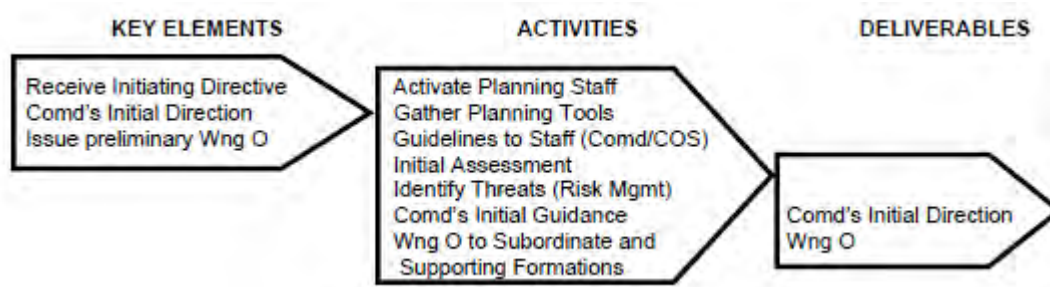 KEY ELEMENTS
ACTIVITIES
DELIVERABLES
Receive Initiating Directive
Comd's Initial Direction
Issue preliminary Wng O
Activate Planning Staff
Gather Planning Tools
Guidelines to Staff (Comd/COS)
Initial Assessment
Identify Threats (Risk Mgmt)
Comd's Initial Guidance
Wng O to Subordinate and
Supporting Formations
Comd's Initial Direction
Wng O